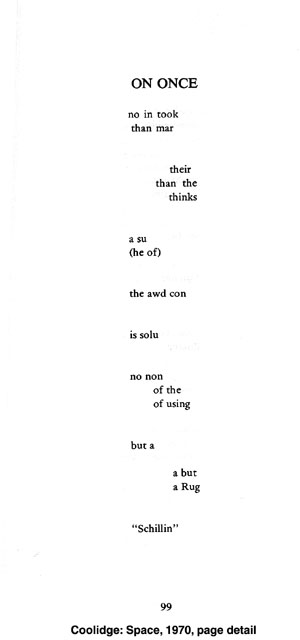 ON ONCE
no in took
than mar
their
than the
thinks
a su
(he of)
the awd con
is solu
no non
of the
of using
but a
a but
a Rug
"Schillin"
99
Coolidge: Space, 1970, page detail